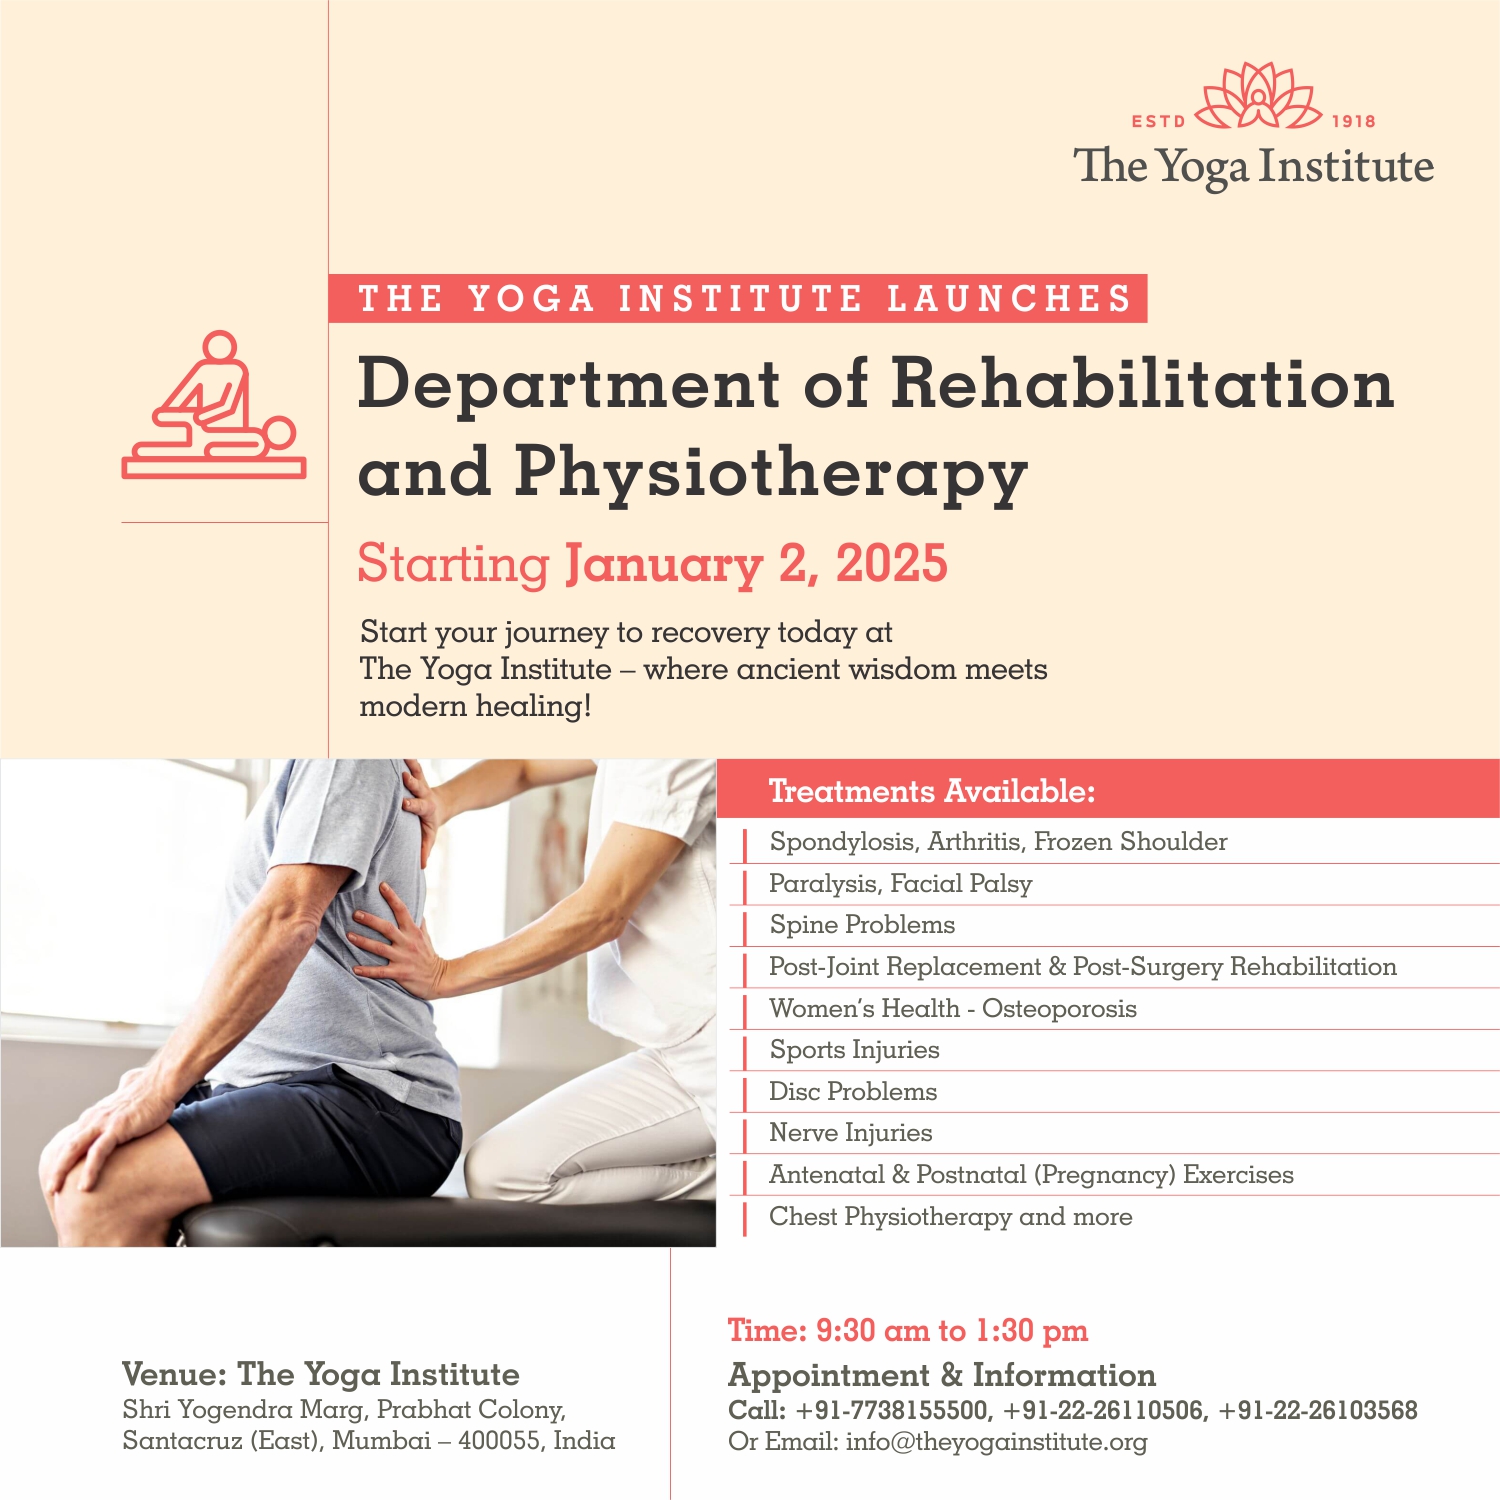 ESTD 1918
The Yoga Institute
THE YOGA INSTITUTE LAUNCHES
Department of Rehabilitation
and Physiotherapy
Starting January 2, 2025
Start your journey to recovery today at
The Yoga Institute – where ancient wisdom meets
modern healing!
Treatments Available:
Spondylosis, Arthritis, Frozen Shoulder
Paralysis, Facial Palsy
Spine Problems
Post-Joint Replacement & Post-Surgery Rehabilitation
Women’s Health - Osteoporosis
Sports Injuries
Disc Problems
Nerve Injuries
Antenatal & Postnatal (Pregnancy) Exercises
Chest Physiotherapy and more
Venue: The Yoga Institute
Shri Yogendra Marg, Prabhat Colony,
Santacruz (East), Mumbai – 400055, India
Time: 9:30 am to 1:30 pm
Appointment & Information
Call: +91-7738155500, +91-22-26110506, +91-22-26103568
Or Email: info@theyogainstitute.org